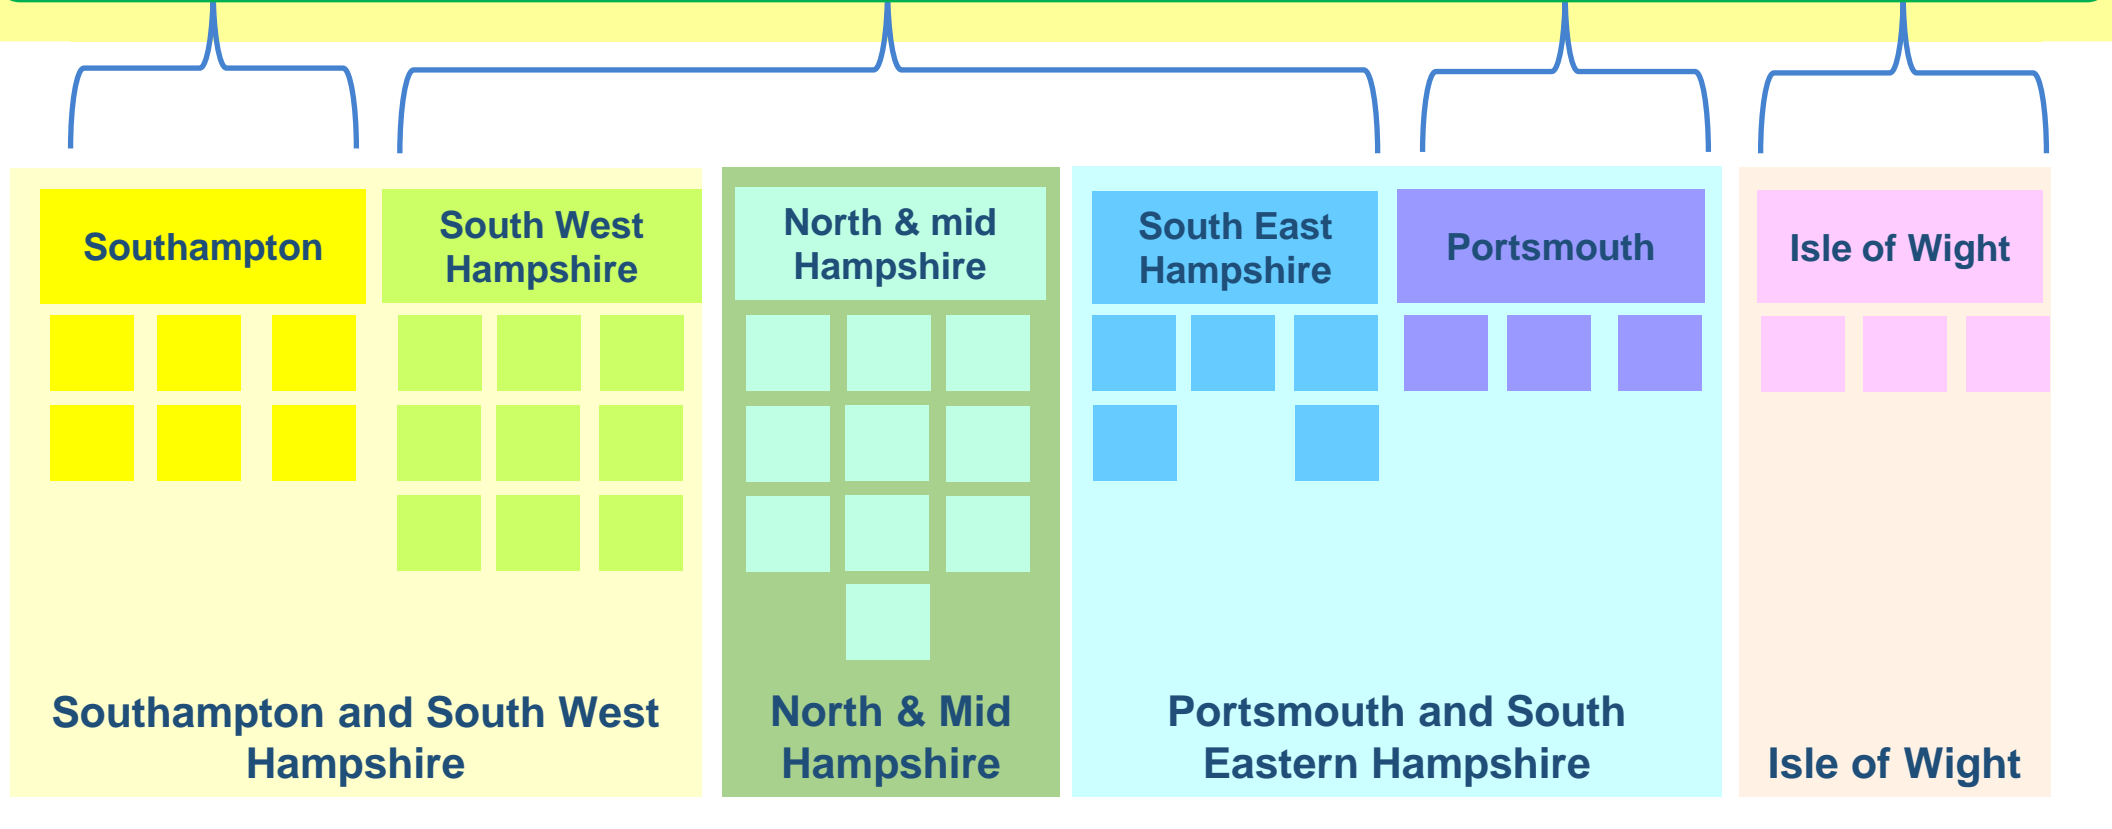 Southampton
South West
Hampshire
North & mid
Hampshire
South East
Hampshire
Portsmouth
Isle of Wight
Southampton and South West
Hampshire
North & Mid
Hampshire
Portsmouth and South
Eastern Hampshire
Isle of Wight